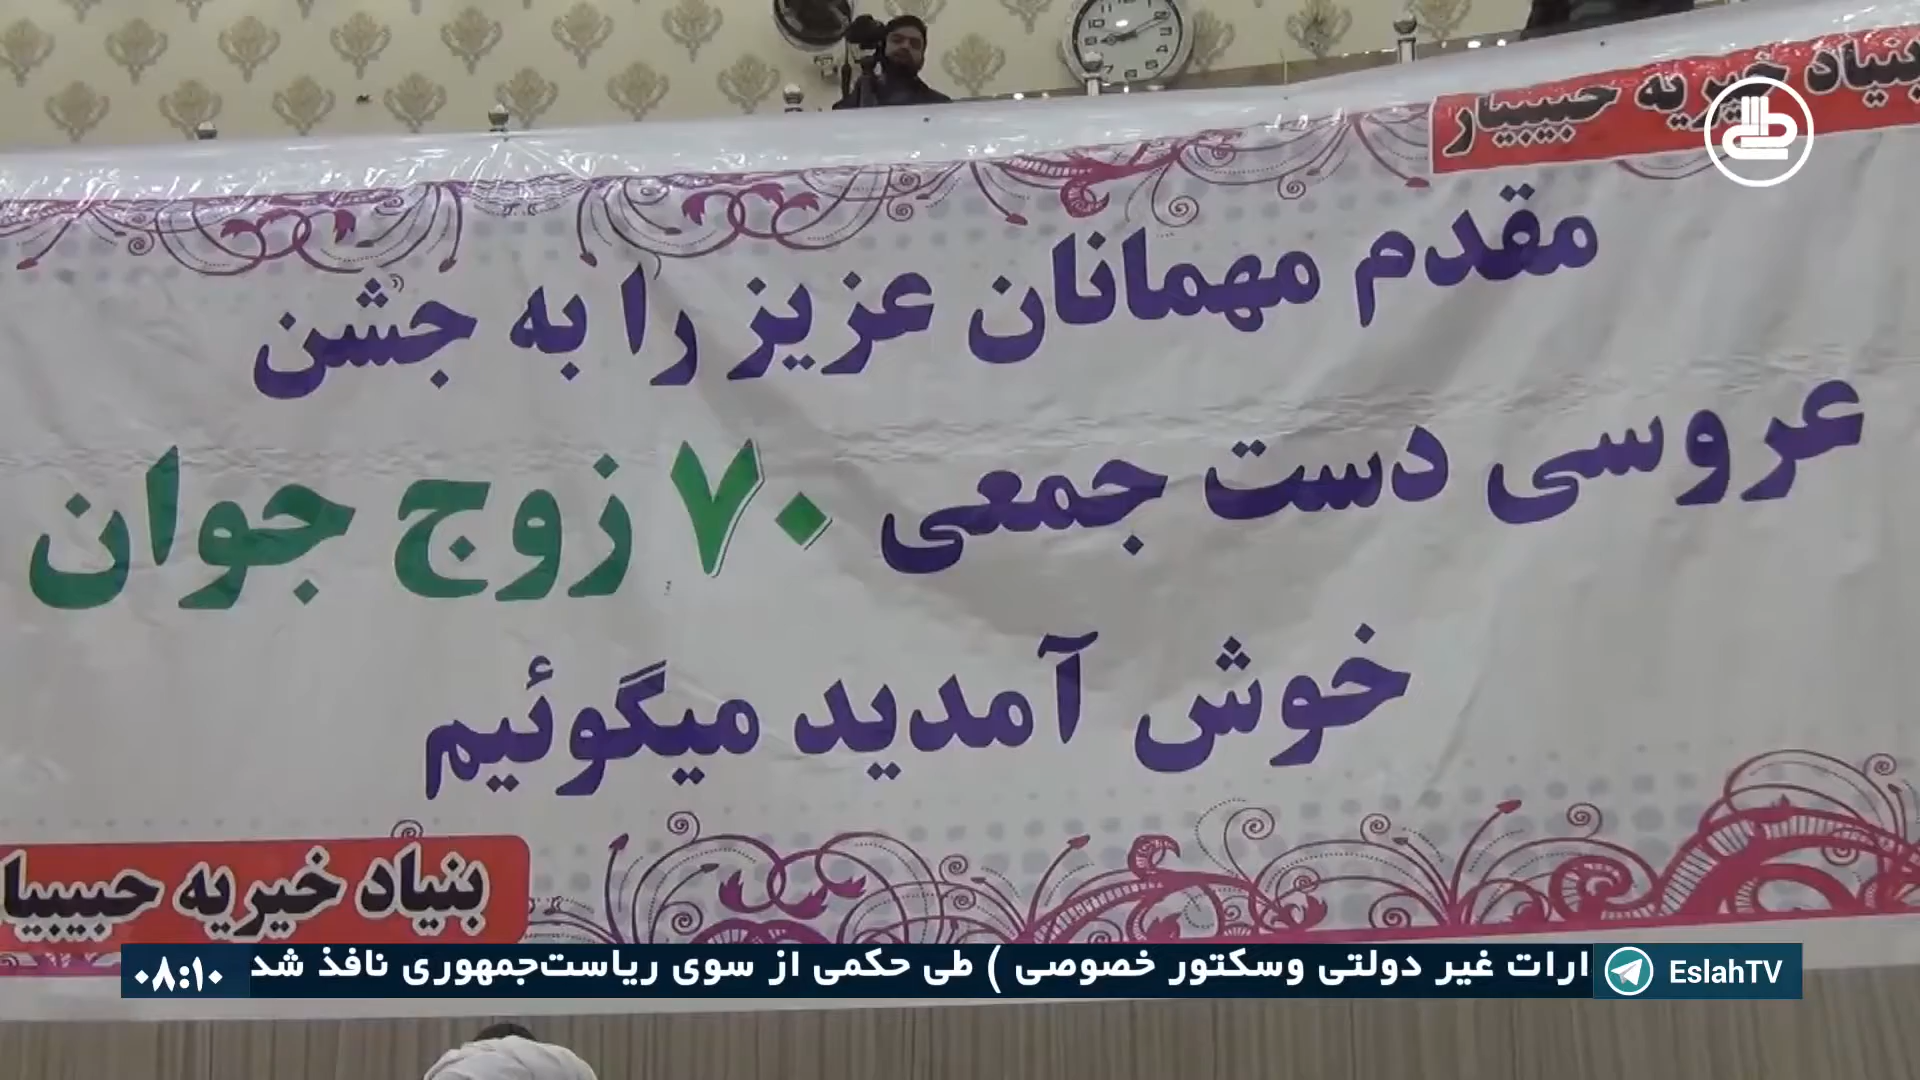 بنیاد خیریه حبیبیار
مقدم مهمانان عزیز را به جشن
عروسی دست جمعی ۷۰ زوج جوان
خوش آمدید میگوئیم
بنیاد خیریه حبیبیا
ارات غیر دولتی وسکتور خصوصی ) طی حکمی از سوی ریاست‌جمهوری نافذ شد
EslahTV
۰۸:۱۰